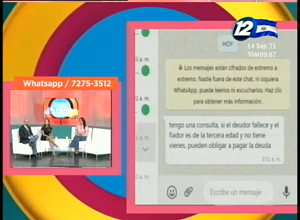 12
14 Sep 21
Mar09:07
Whatsapp / 7275-3512
HOY
Los mensajes están cifrados de extremo a
extremo. Nadie fuera de este chat, ni siquiera
WhatsApp, puede leerlos ni escucharlos. Haz clic
para obtener más información.
tengo una consulta, si el deudor fallece y el
fiador es de la tercera edad y no tiene
vienes, pueden obligar a pagar la deuda
Escribe un mensaje